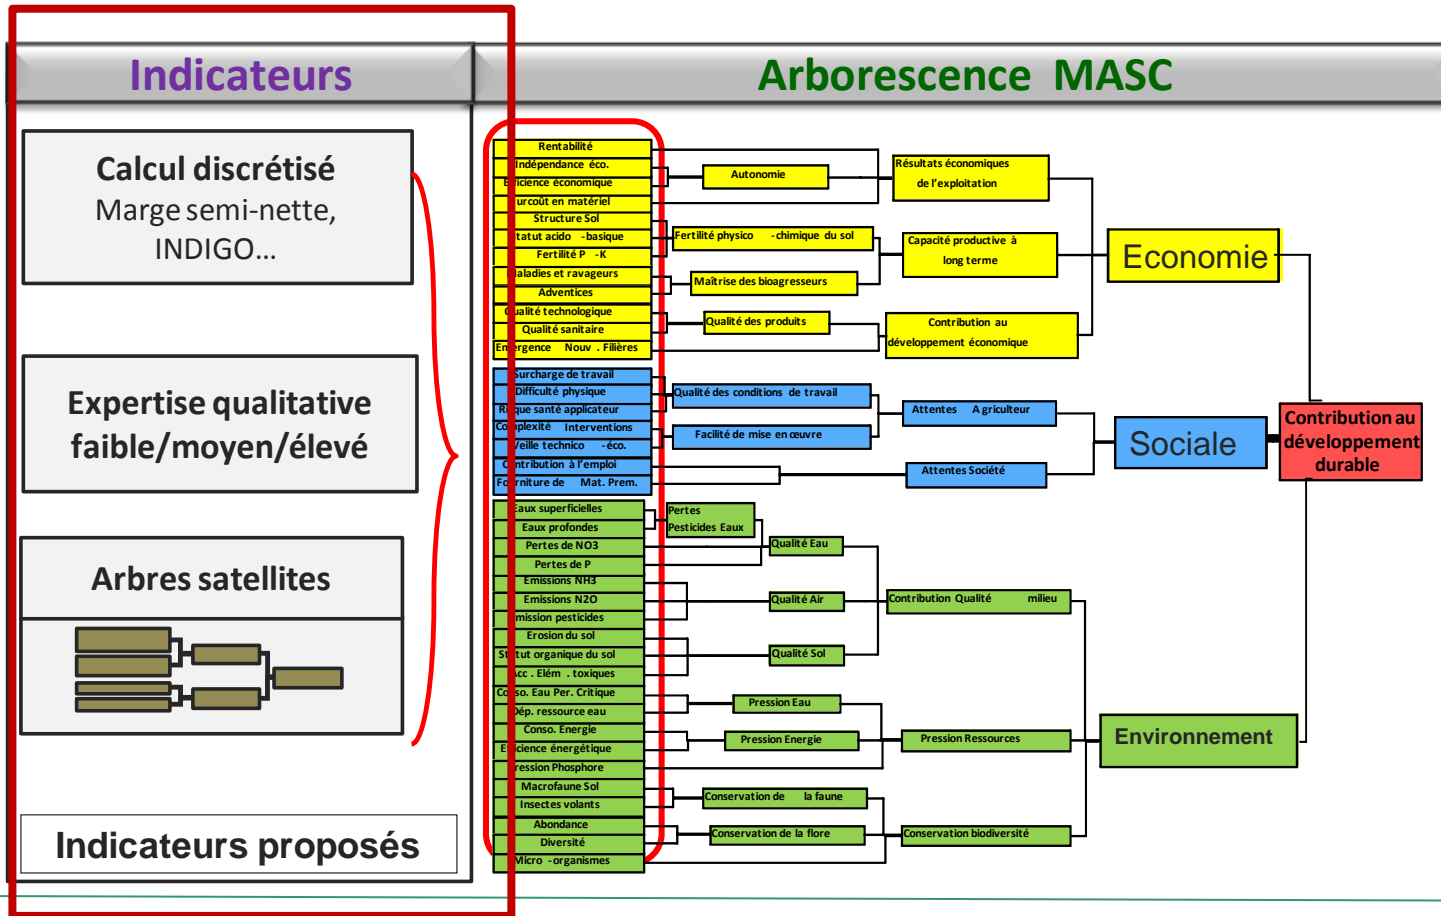 Indicateurs
Arborescence MASC
Calcul discrétisé
Marge semi-nette,
INDIGO...
Expertise qualitative
faible/moyen/élevé
Arbres satellites
Indicateurs proposés
Rentabilité
Indépendance éco.
Efficience économique
Surcoût en matériel
Structure Sol
Statut acido -basique
Fertilité P -K
Maladies et ravageurs
Adventices
Qualité technologique
Qualité sanitaire
Emergence Nouv . Filières
Surcharge de travail
Difficulté physique
Risque santé applicateur
Complexité Interventions
Veille technico -éco.
Contribution à l'emploi
Fourniture de Mat. Prem.
Eaux superficielles
Eaux profondes
Pertes de NO3
Pertes de P
Emissions NH3
Emissions N2O
Emission pesticides
Erosion du sol
Statut organique du sol
Acc . Elém . toxiques
Conso. Eau Per. Critique
Dép. ressource eau
Conso. Energie
Efficience énergétique
Pression Phosphore
Macrofaune Sol
Insectes volants
Abondance
Diversité
Micro -organismes
Autonomie
Fertilité physico -chimique du sol
Maîtrise des bioagresseurs
Qualité des produits
Qualité des conditions de travail
Facilité de mise en œuvre
Pertes
Pesticides Eaux
Qualité Eau
Qualité Air
Qualité Sol
Pression Eau
Pression Energie
Conservation de la faune
Conservation de la flore
Résultats économiques
de l'exploitation
Capacité productive à
long terme
Contribution au
développement économique
Attentes A griculteur
Attentes Société
Contribution Qualité milieu
Pression Ressources
Conservation biodiversité
Economie
Sociale
Environnement
Contribution au
développement
durable